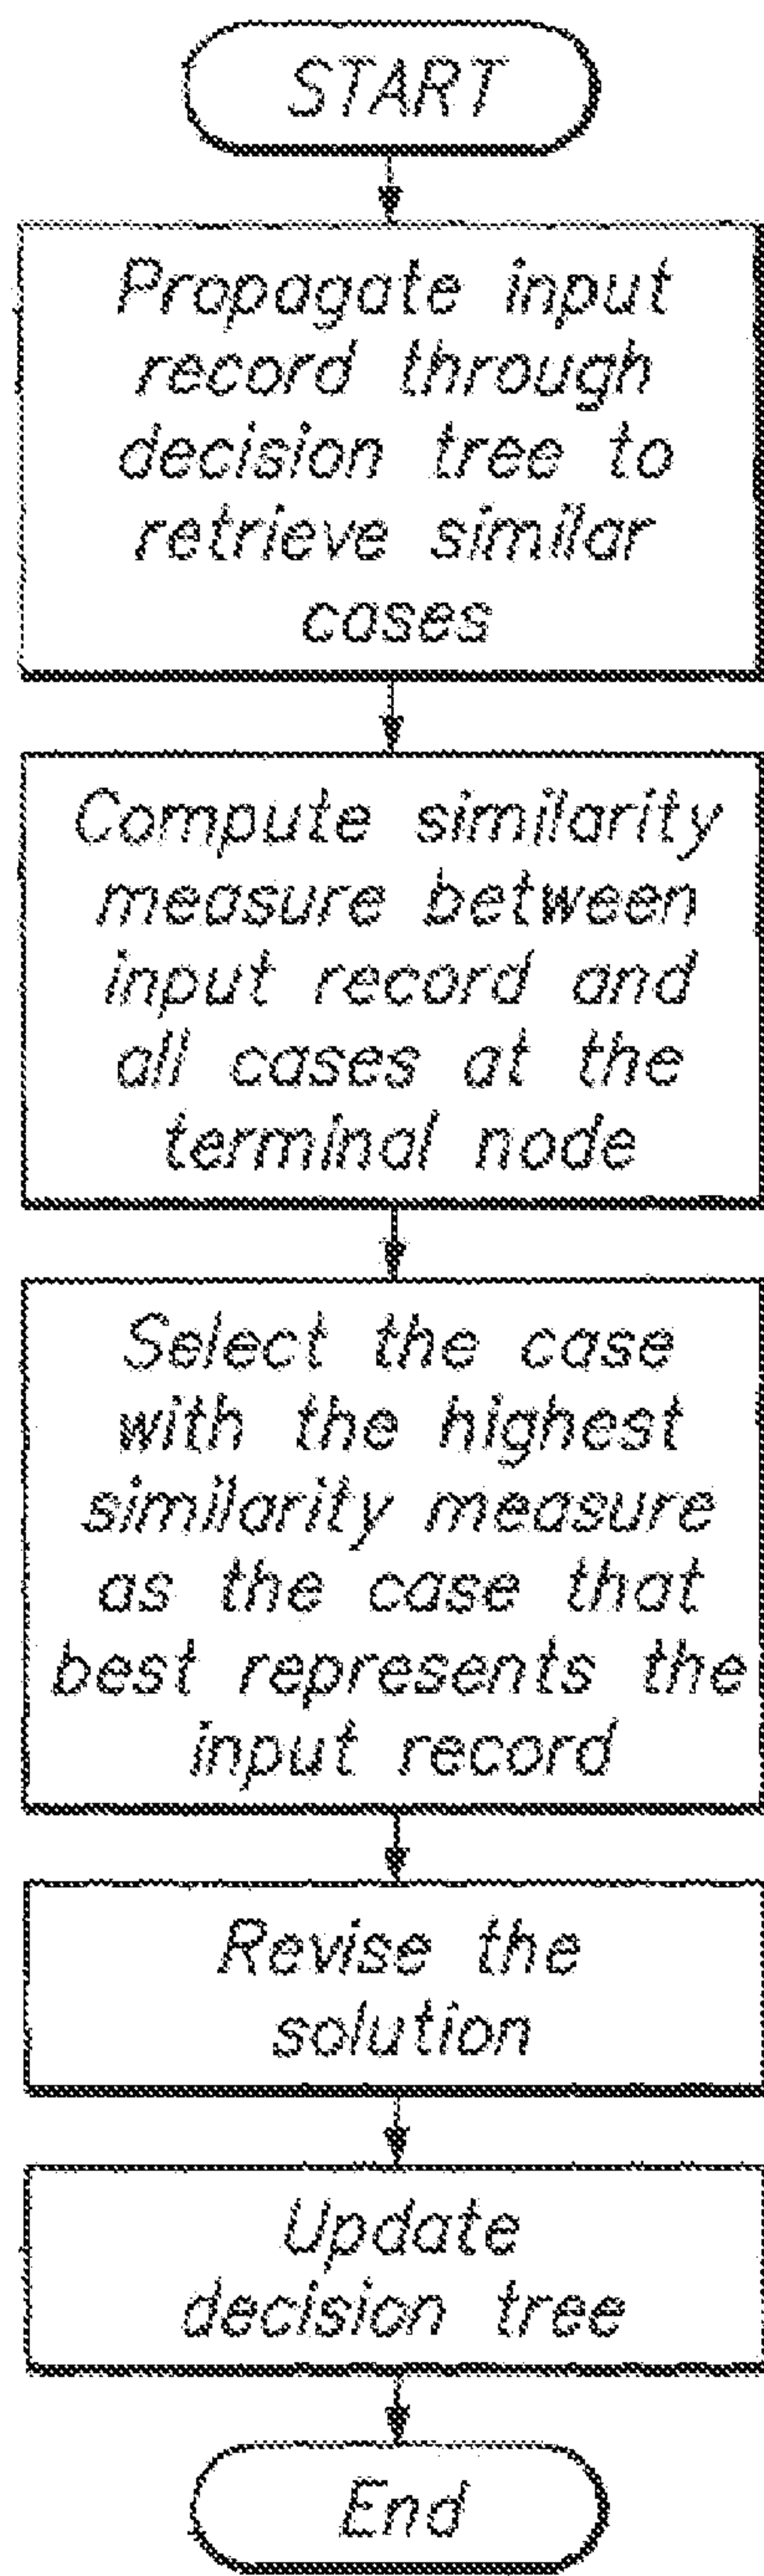 START
Propagate input
record through
decision tree to
retrieve similar
cases
Compute similarity
measure between
input record and
all cases at the
terminal node
Select the case
with the highest
similarity measure
as the case that
best represents the
input record
Revise the
solution
Update
decision tree
End